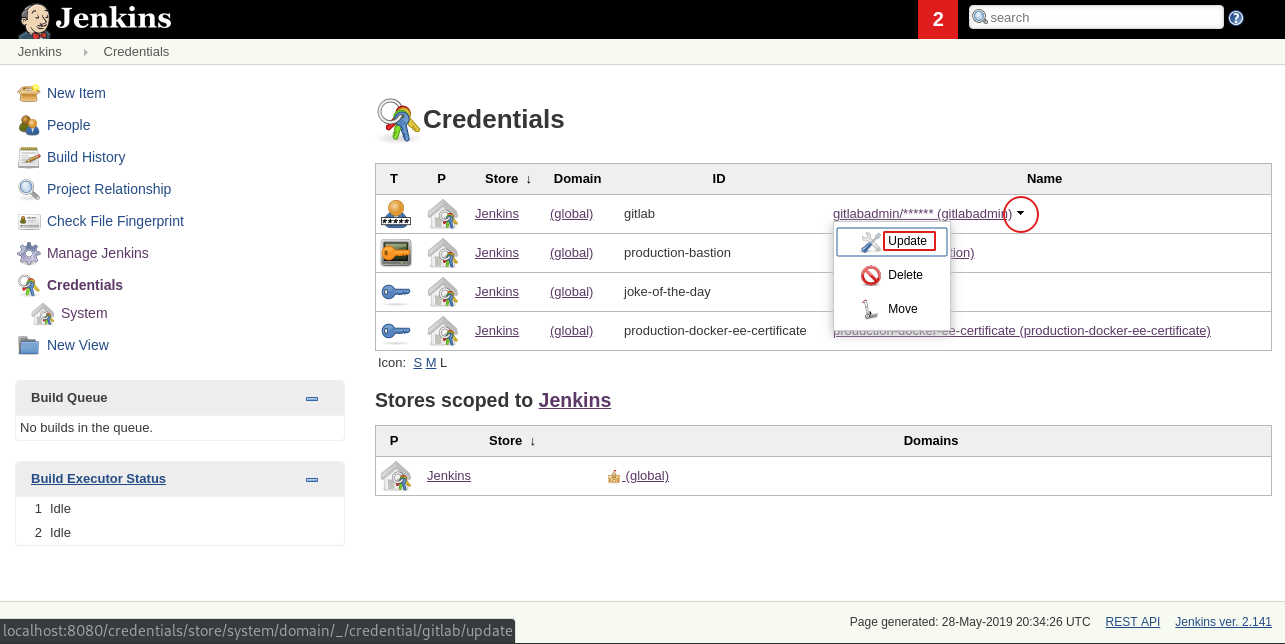 Jenkins
2
search
Jenkins Credentials
New Item
People
Build History
Project Relationship
Check File Fingerprint
Manage Jenkins
Credentials
System
New View
Build Queue
No builds in the queue.
Build Executor Status
1 Idle
2 Idle
Credentials
T P Store ↓ Domain ID Name
Jenkins (global) gitlab gitlabadmin/****** (gitlabadmin)
Jenkins (global) production-bastion
Jenkins (global) joke-of-the-day
Jenkins (global) production-docker-ee-certificate production-docker-ee-certificate (production-docker-ee-certificate)
Update
Delete
Move
Icon: S M L
Stores scoped to Jenkins
P Store ↓ Domains
Jenkins (global)
Page generated: 28-May-2019 20:34:26 UTC REST API Jenkins ver. 2.141
localhost:8080/credentials/store/system/domain/_/credential/gitlab/update